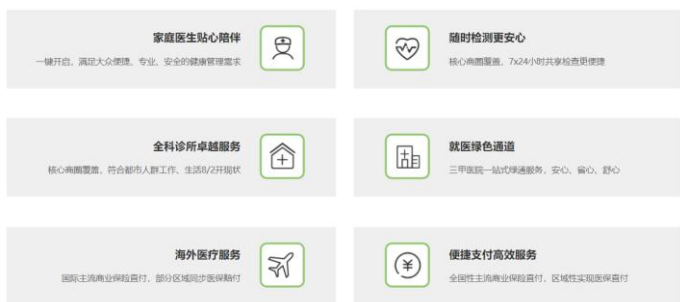 家庭医生贴心陪伴
一键开启，满足大众便捷、专业、安全的健康管理需求
随时检测更安心
核心商圈覆盖，7x24小时共享检查更便捷
全科诊所卓越服务
核心商圈覆盖，符合都市人群工作、生活8/2开现状
就医绿色通道
三甲医院一站式绿通服务，安心、省心、舒心
海外医疗服务
国际主流商业保险直付，部分区域同步医保赔付
便捷支付高效服务
全国性主流商业保险直付，区域性实现医保直付